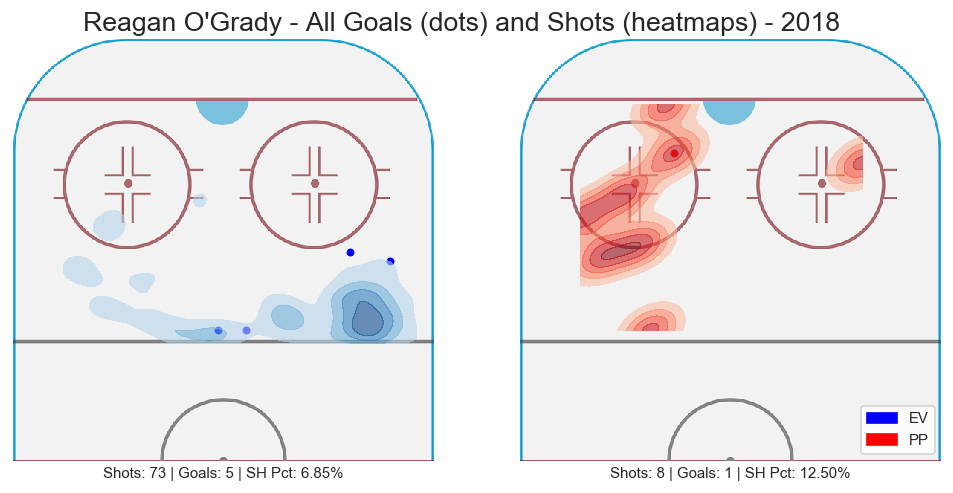 Reagan O'Grady - All Goals (dots) and Shots (heatmaps) - 2018
EV
PP
Shots: 73 | Goals: 5 | SH Pct: 6.85%
Shots: 8 | Goals: 1 | SH Pct: 12.50%